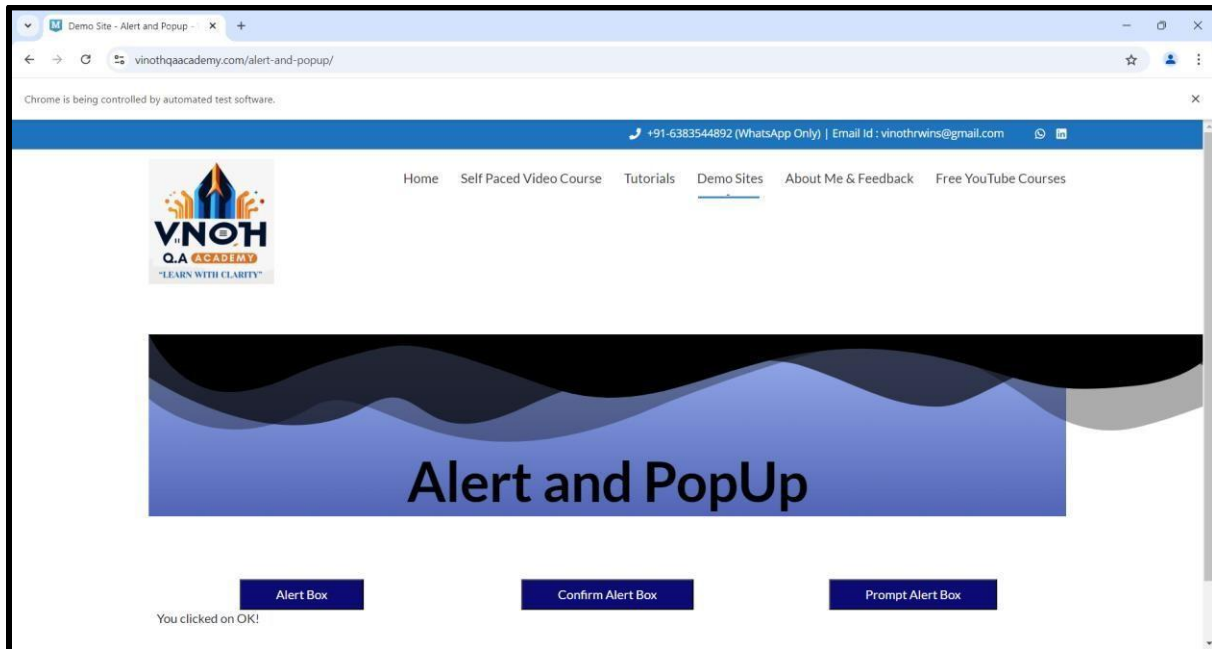 Demo Site - Alert and Popup -
vinothqaacademy.com/alert-and-popup/
Chrome is being controlled by automated test software.
+91-6383544892 (WhatsApp Only) | Email Id : vinothrwins@gmail.com
VNOH
Q.A ACADEMY
"LEARN WITH CLARITY"
Home Self Paced Video Course Tutorials Demo Sites About Me & Feedback Free YouTube Courses
Alert and PopUp
Alert Box Confirm Alert Box Prompt Alert Box
You clicked on OK!